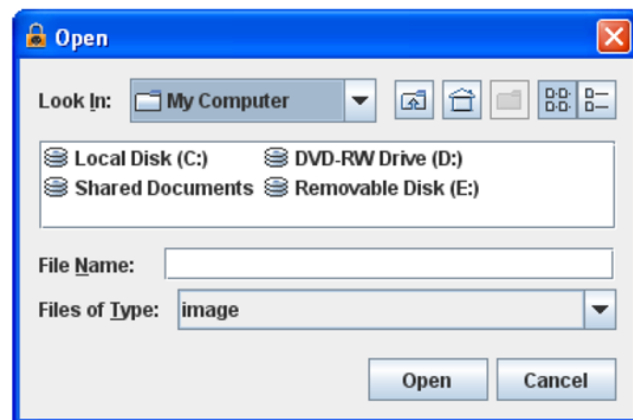 Open
Look In: My Computer
Local Disk (C:) DVD-RW Drive (D:)
Shared Documents Removable Disk (E:)
File Name:
Files of Type: image
Open Cancel